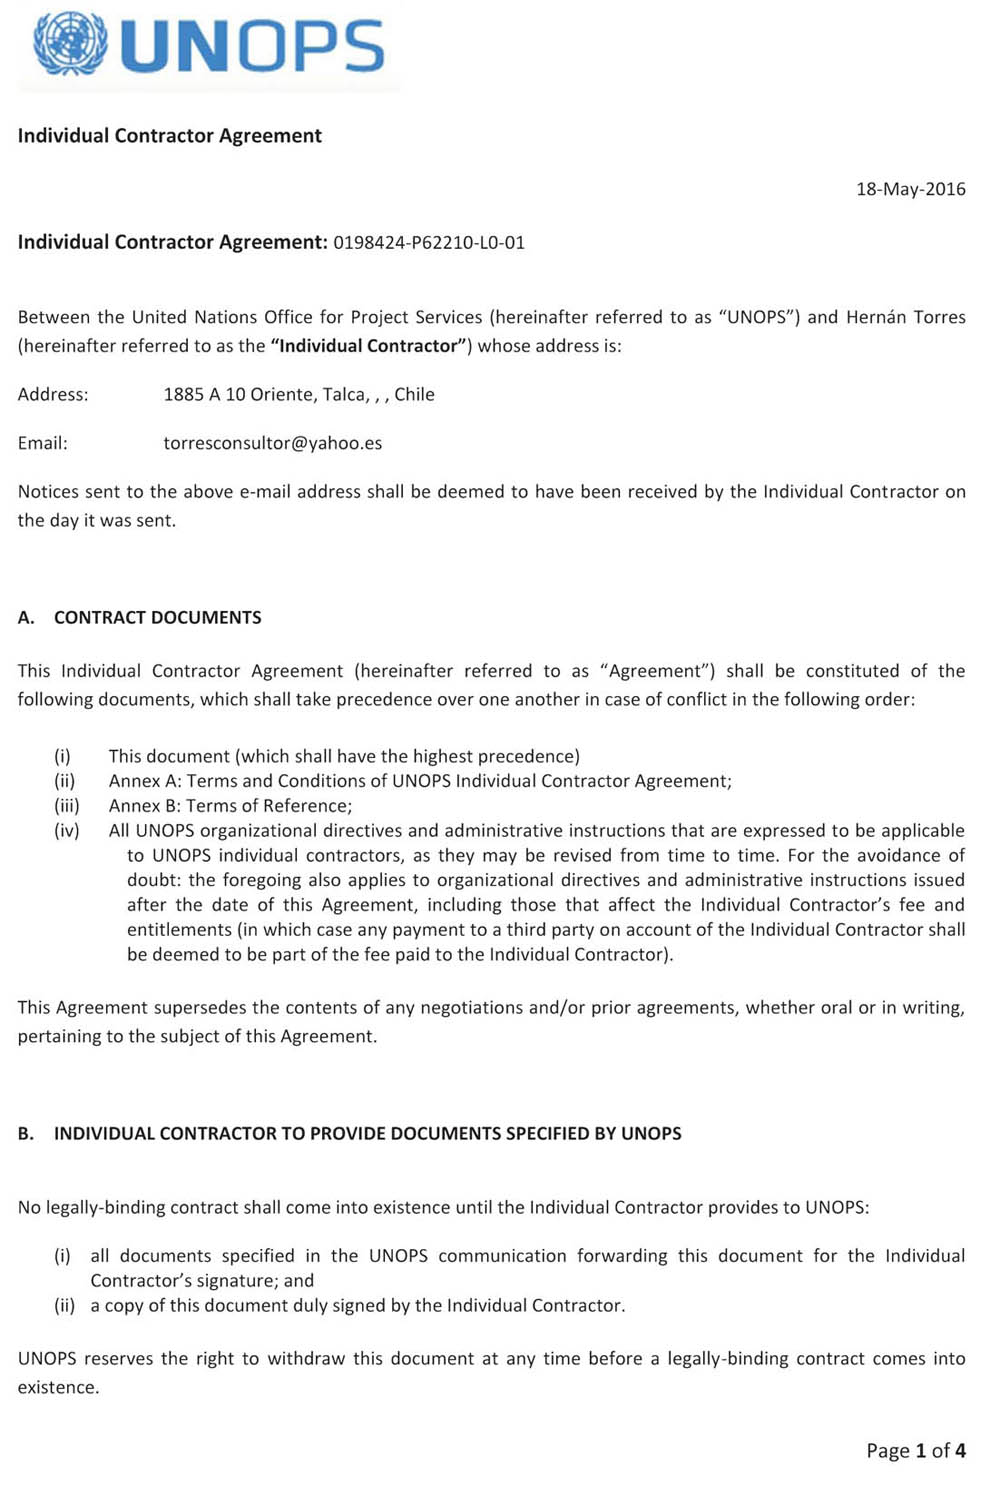 UNOPS
Individual Contractor Agreement
18-May-2016
Individual Contractor Agreement: 0198424-P62210-L0-01
Between the United Nations Office for Project Services (hereinafter referred to as “UNOPS”) and Hernán Torres
(hereinafter referred to as the “Individual Contractor”) whose address is:
Address: 1885 A 10 Oriente, Talca, , , Chile
Email: torresconsultor@yahoo.es
Notices sent to the above e-mail address shall be deemed to have been received by the Individual Contractor on
the day it was sent.
A. CONTRACT DOCUMENTS
This Individual Contractor Agreement (hereinafter referred to as “Agreement”) shall be constituted of the
following documents, which shall take precedence over one another in case of conflict in the following order:
(i) This document (which shall have the highest precedence)
(ii) Annex A: Terms and Conditions of UNOPS Individual Contractor Agreement;
(iii) Annex B: Terms of Reference;
(iv) All UNOPS organizational directives and administrative instructions that are expressed to be applicable
to UNOPS individual contractors, as they may be revised from time to time. For the avoidance of
doubt: the foregoing also applies to organizational directives and administrative instructions issued
after the date of this Agreement, including those that affect the Individual Contractor’s fee and
entitlements (in which case any payment to a third party on account of the Individual Contractor shall
be deemed to be part of the fee paid to the Individual Contractor).
This Agreement supersedes the contents of any negotiations and/or prior agreements, whether oral or in writing,
pertaining to the subject of this Agreement.
B. INDIVIDUAL CONTRACTOR TO PROVIDE DOCUMENTS SPECIFIED BY UNOPS
No legally-binding contract shall come into existence until the Individual Contractor provides to UNOPS:
(i) all documents specified in the UNOPS communication forwarding this document for the Individual
Contractor’s signature; and
(ii) a copy of this document duly signed by the Individual Contractor.
UNOPS reserves the right to withdraw this document at any time before a legally-binding contract comes into
existence.
Page 1 of 4